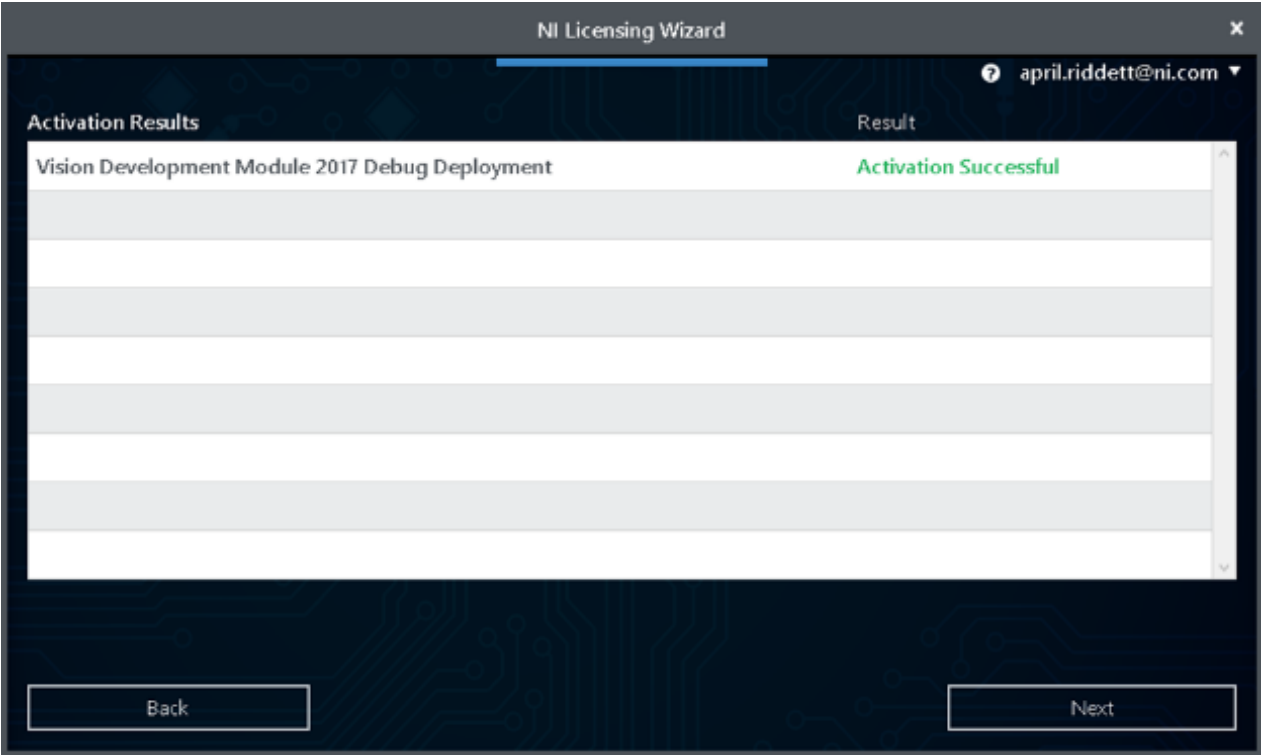 NI Licensing Wizard
april.riddett@ni.com
Activation Results Result
Vision Development Module 2017 Debug Deployment Activation Successful
Back Next